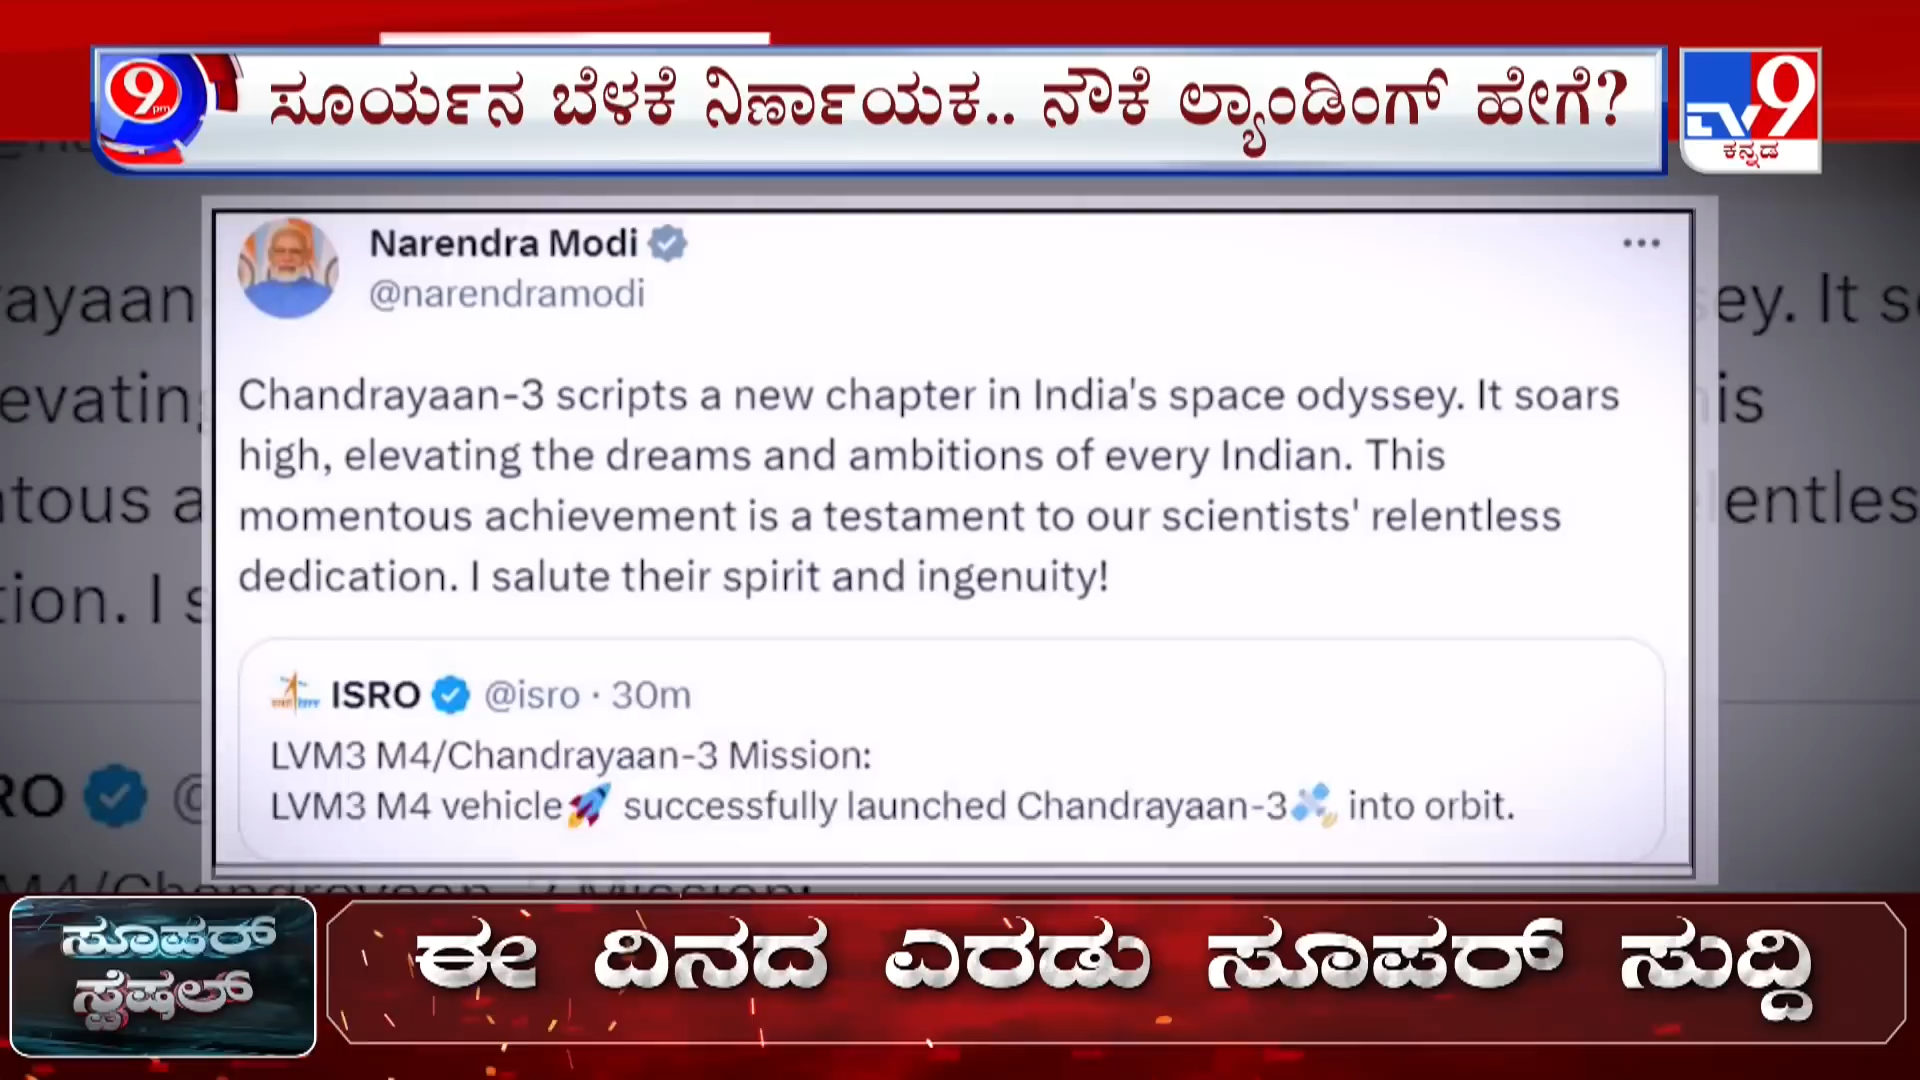 9 pm
ಸೂರ್ಯನ ಬೆಳಕೆ ನಿರ್ಣಾಯಕ.. ನೌಕೆ ಲ್ಯಾಂಡಿಂಗ್ ಹೇಗೆ?
TV9
ಕನ್ನಡ
Narendra Modi
@narendramodi
Chandrayaan-3 scripts a new chapter in India's space odyssey. It soars
high, elevating the dreams and ambitions of every Indian. This
momentous achievement is a testament to our scientists' relentless
dedication. I salute their spirit and ingenuity!
ISRO @isro · 30m
LVM3 M4/Chandrayaan-3 Mission:
LVM3 M4 vehicle🚀 successfully launched Chandrayaan-3🛰️ into orbit.
ಸೂಪರ್
ಸ್ಪೆಷಲ್
ಈ ದಿನದ ಎರಡು ಸೂಪರ್ ಸುದ್ದಿ